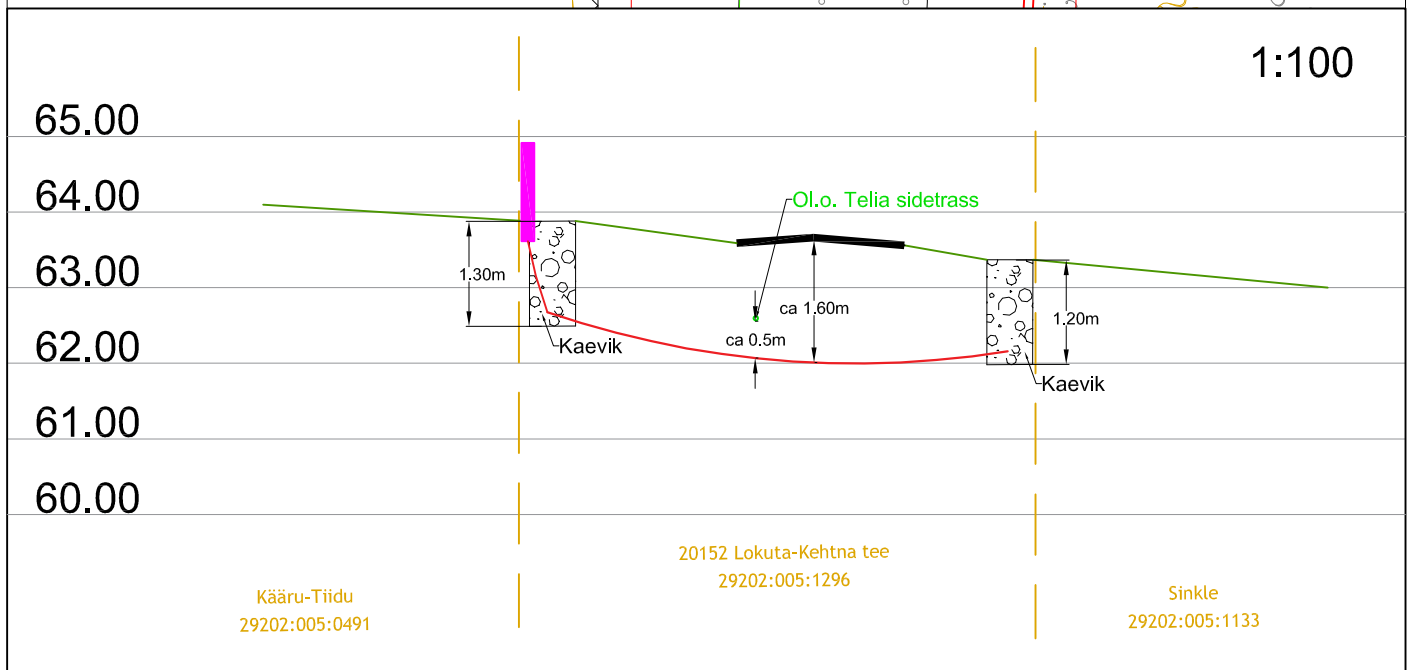 1:100
65.00
64.00
Ol.o. Telia sidetrass
63.00
1.30m
ca 1.60m
1.20m
ca 0.5m
Kaevik
62.00
Kaevik
61.00
60.00
20152 Lokuta-Kehtna tee
29202:005:1296
Kääru-Tiidu
29202:005:0491
Sinkle
29202:005:1133